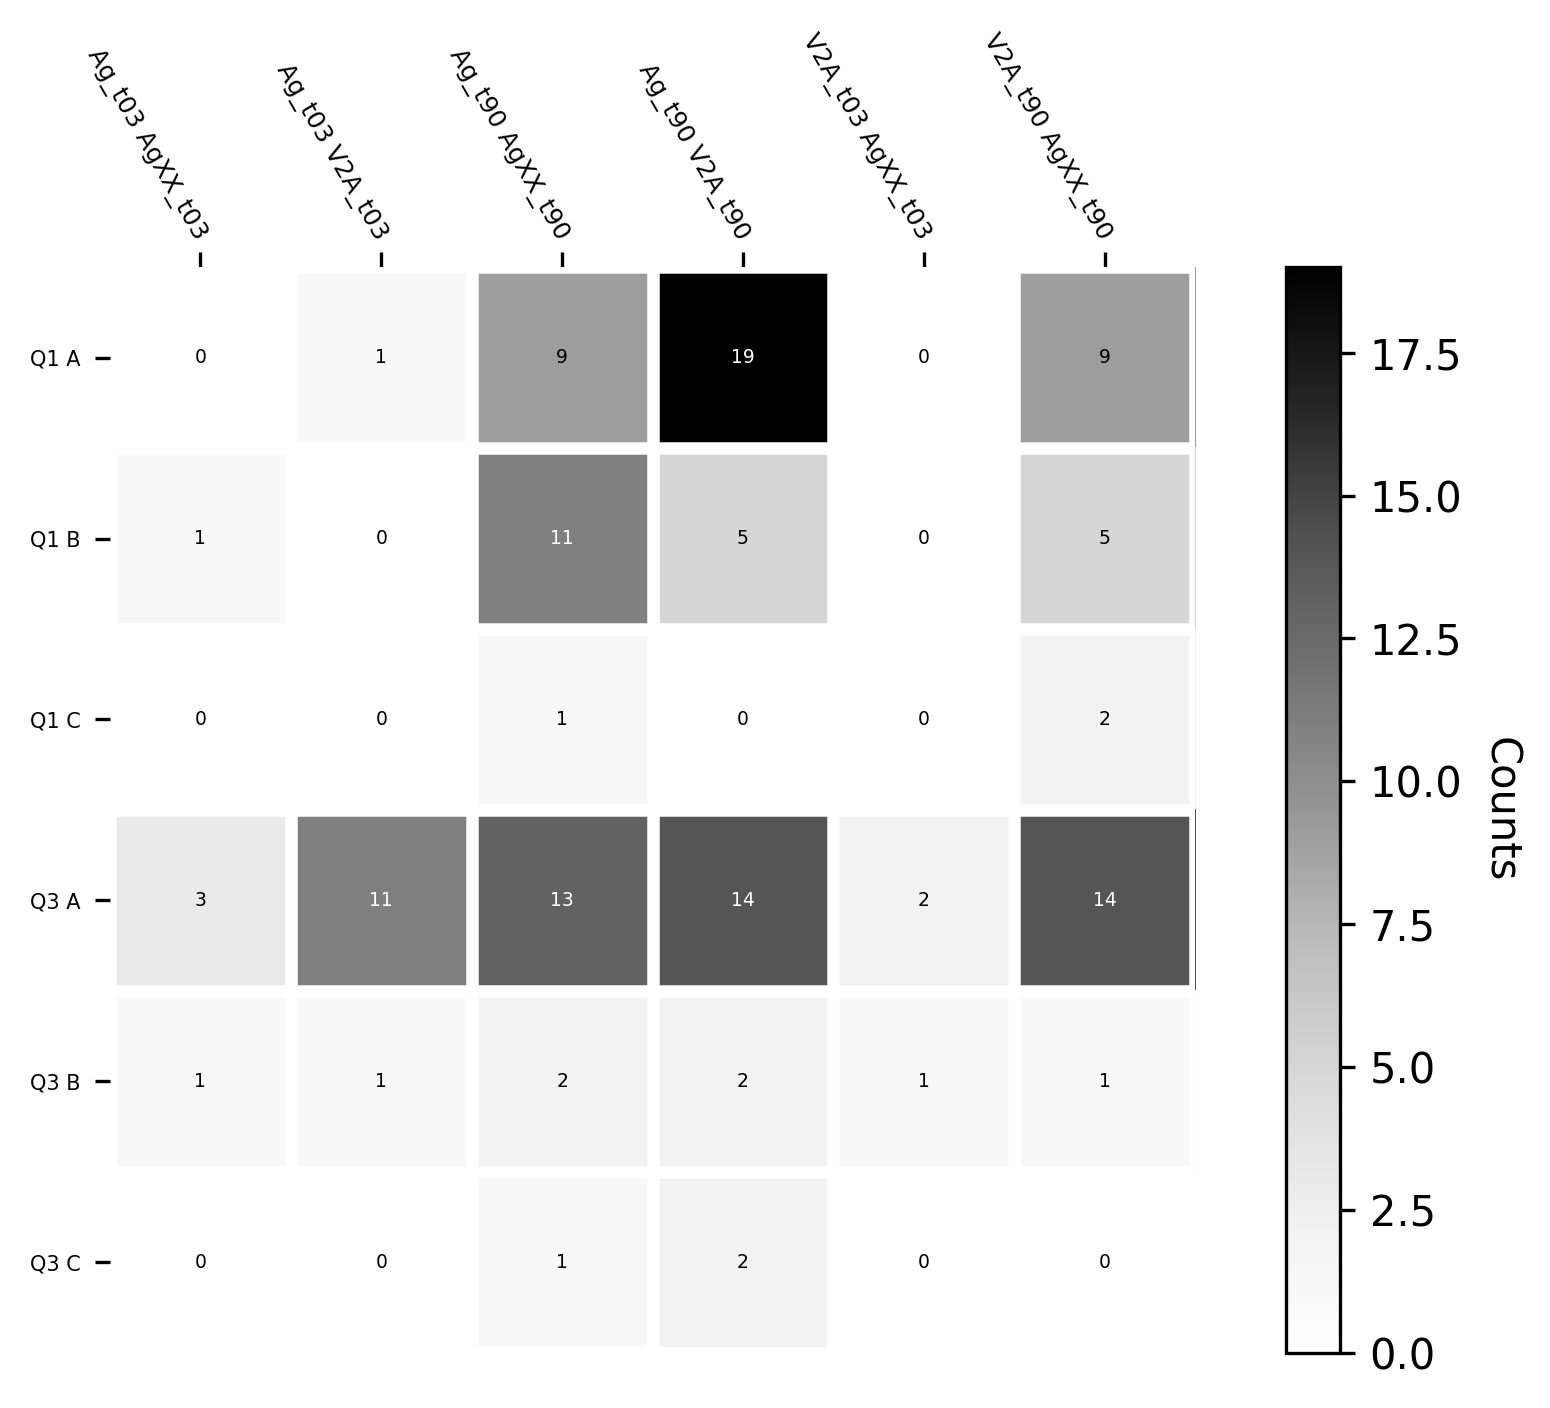 Ag_t03 AgXX_t03
Ag_t03 V2A_t03
Ag_t90 AgXX_t90
Ag_t90 V2A_t90
V2A_t03 AgXX_t03
V2A_t90 AgXX_t90
Q1 A 0 1 9 19 0 9
Q1 B 1 0 11 5 0 5
Q1 C 0 0 1 0 0 2
Q3 A 3 11 13 14 2 14
Q3 B 1 1 2 2 1 1
Q3 C 0 0 1 2 0 0
17.5
15.0
12.5
10.0
7.5
5.0
2.5
0.0
Counts